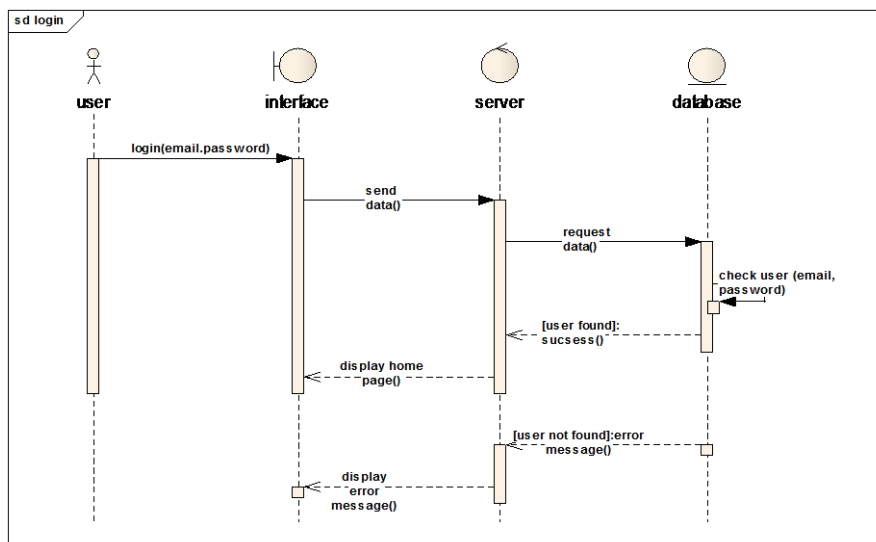 sd login
user
interface
server
database
login(email.password)
send
data()
request
data()
check user (email,
password)
[user found]:
sucsess()
display home
page()
[user not found]:error
message()
display
error
message()